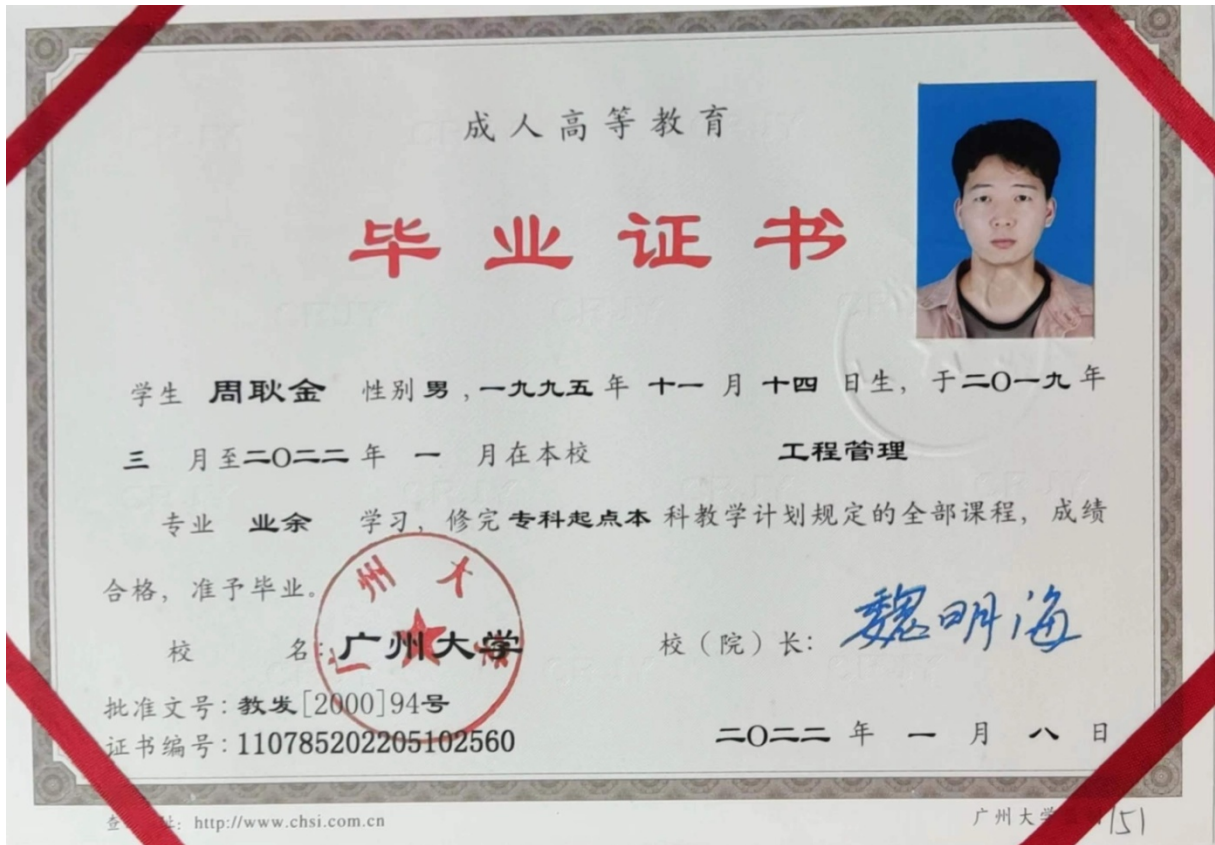 成人高等教育
毕业证书
学生 周耿金 性别 男，一九九五年 十一 月 十四 日生，于二〇一九年
三 月至二〇二二年 一 月在本校 工程管理
专业 业余 学习，修完专科起点本科教学计划规定的全部课程，成绩
合格，准予毕业。
校 名：广州大学 校（院）长：魏明海
批准文号：教发[2000]94号
证书编号：110785202205102560 二〇二二 年 一 月 八 日
http://www.chsi.com.cn 广州大学 151